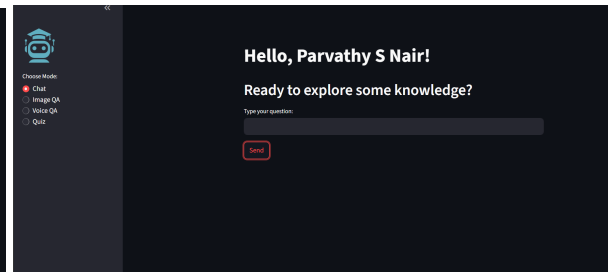 «
Choose Mode:
Chat
Image QA
Voice QA
Quiz
Hello, Parvathy S Nair!
Ready to explore some knowledge?
Type your question:
Send